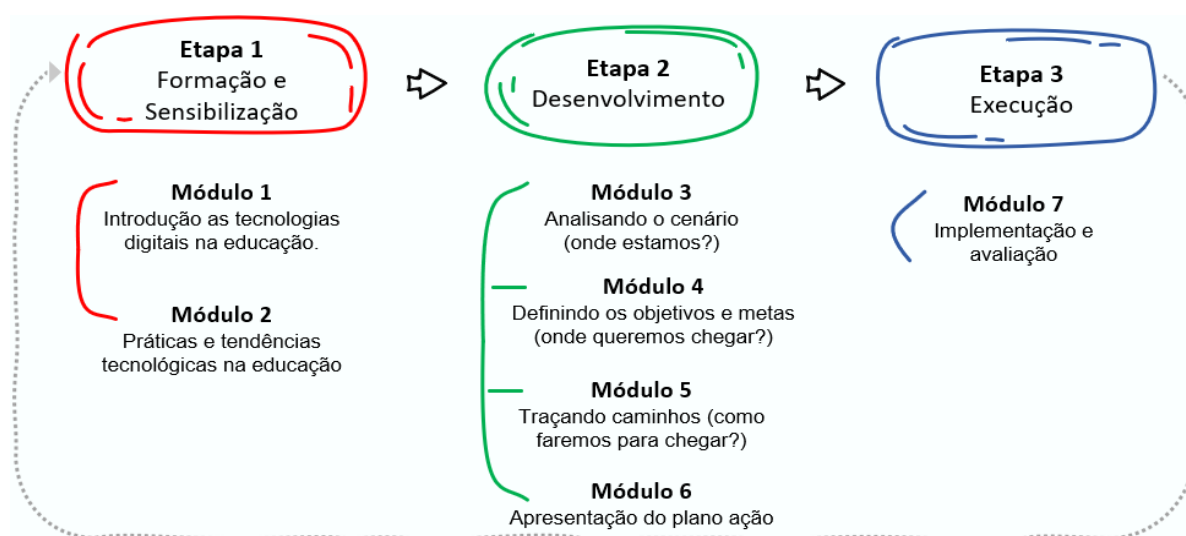 Etapa 1
Formação e
Sensibilização
Módulo 1
Introdução as tecnologias
digitais na educação.
Módulo 2
Práticas e tendências
tecnológicas na educação
Etapa 2
Desenvolvimento
Módulo 3
Analisando o cenário
(onde estamos?)
Módulo 4
Definindo os objetivos e metas
(onde queremos chegar?)
Módulo 5
Traçando caminhos (como
faremos para chegar?)
Módulo 6
Apresentação do plano ação
Etapa 3
Execução
Módulo 7
Implementação e
avaliação